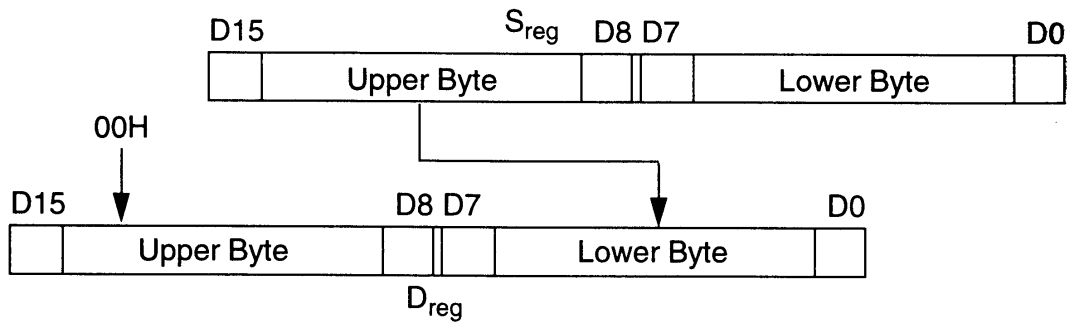 D15 S_reg D8 D7 D0
Upper Byte Lower Byte
00H
D15 D8 D7 D0
Upper Byte Lower Byte
D_reg